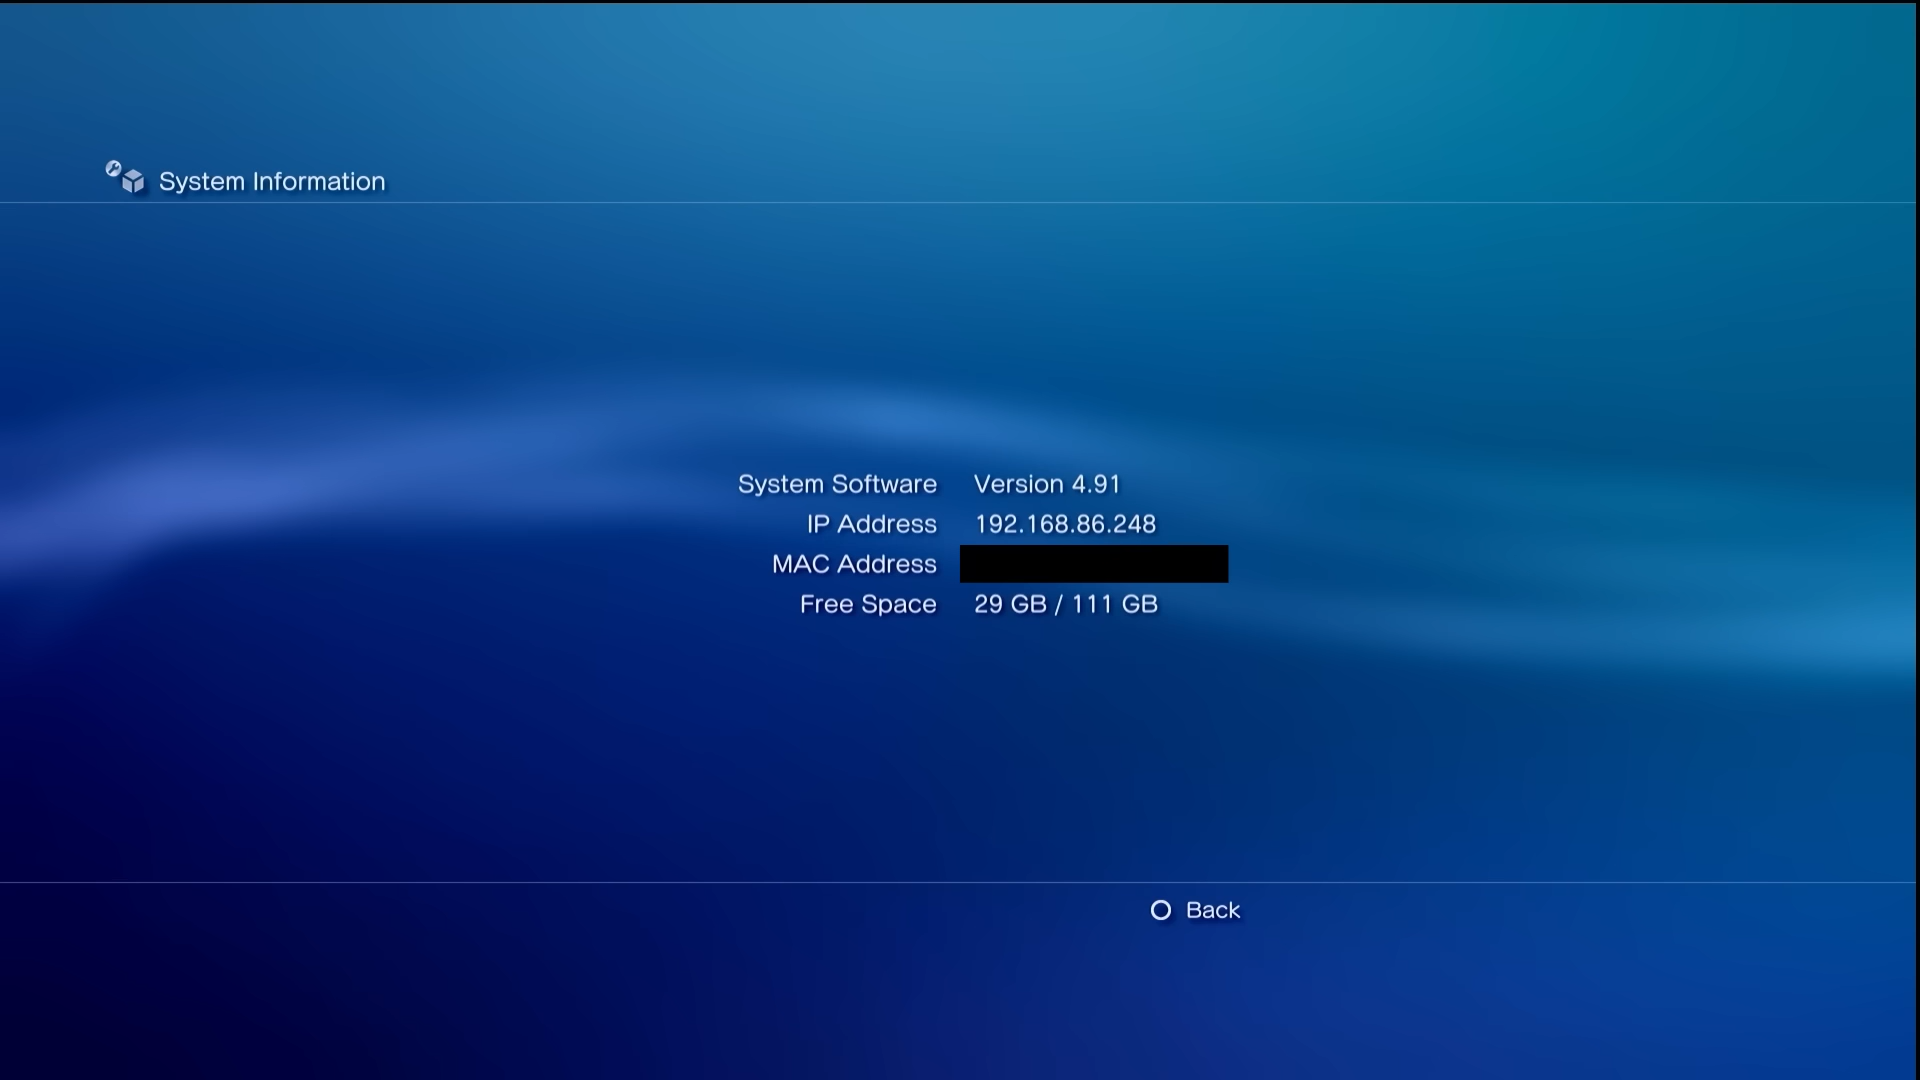 System Information
System Software Version 4.91
IP Address 192.168.86.248
MAC Address
Free Space 29 GB / 111 GB
Back